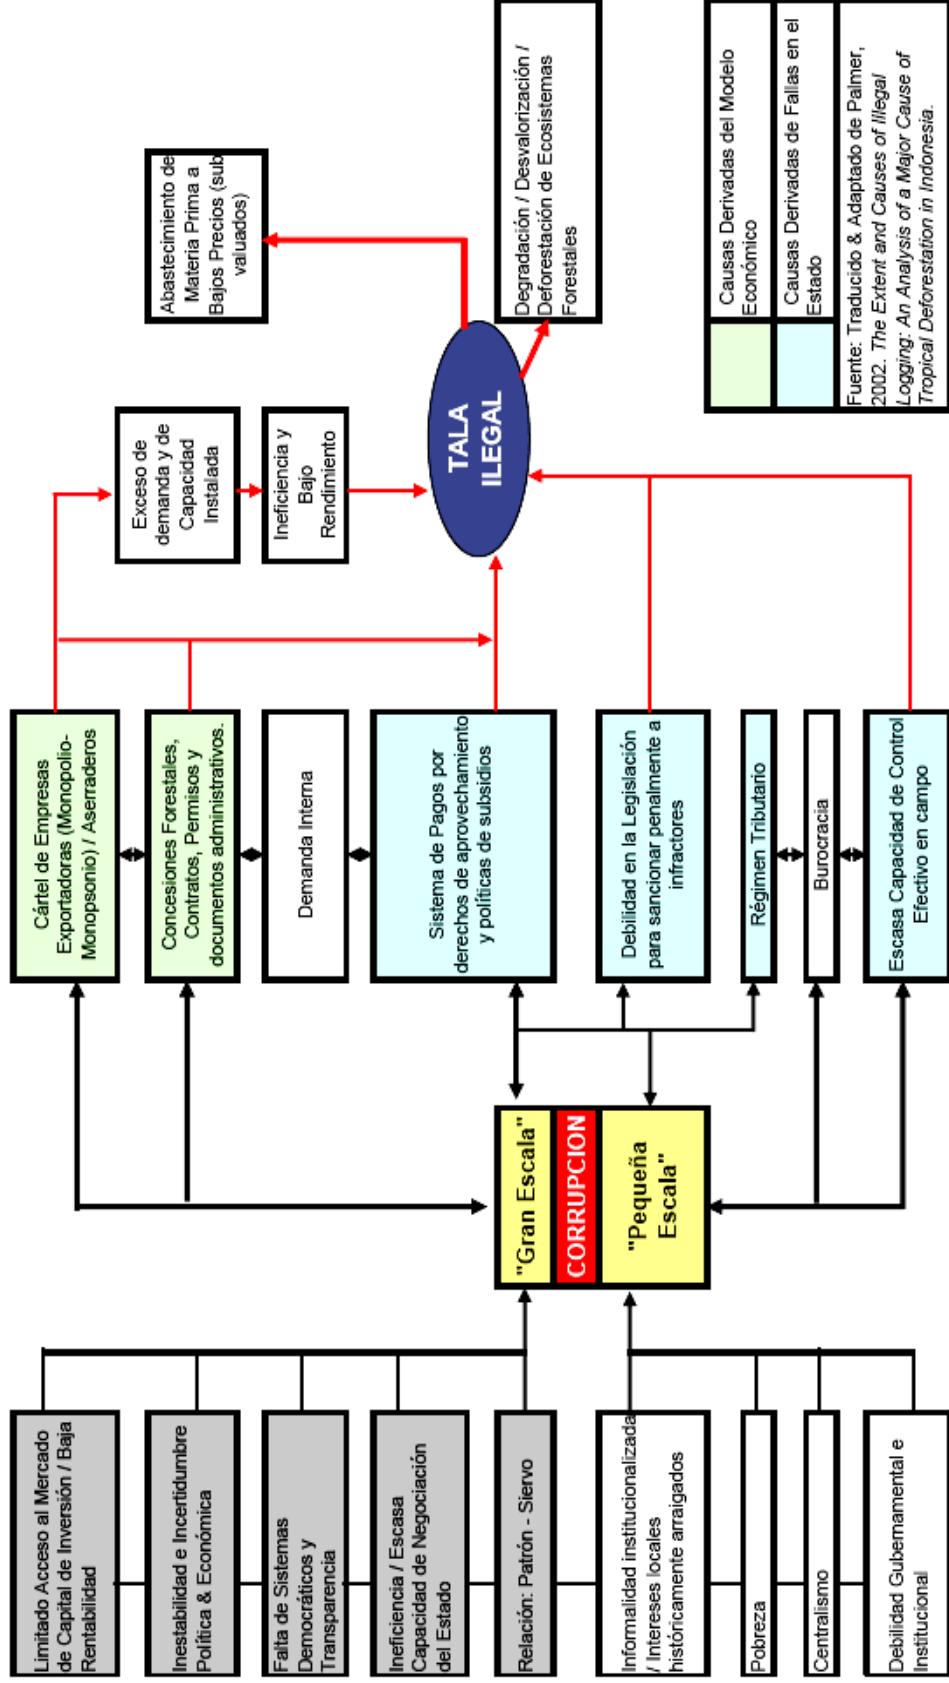 Limitado Acceso al Mercado
de Capital de Inversión / Baja
Rentabilidad
Inestabilidad e Incertidumbre
Política & Económica
Falta de Sistemas
Democráticos y
Transparencia
Ineficiencia / Escasa
Capacidad de Negociación
del Estado
Relación: Patrón - Siervo
Informalidad institucionalizada
/ Intereses locales
históricamente arraigados
Pobreza
Centralismo
Debilidad Gubernamental e
Institucional
"Gran Escala"
CORRUPCION
"Pequeña
Escala"
Cártel de Empresas
Exportadoras (Monopolio-
Monopsonio) / Aserraderos
Concesiones Forestales,
Contratos, Permisos y
documentos administrativos.
Demanda Interna
Sistema de Pagos por
derechos de aprovechamiento
y políticas de subsidios
Debilidad en la Legislación
para sancionar penalmente a
infractores
Régimen Tributario
Burocracia
Escasa Capacidad de Control
Efectivo en campo
Exceso de
demanda y de
Capacidad
Instalada
Ineficiencia y
Bajo
Rendimiento
TALA
ILEGAL
Abastecimiento de
Materia Prima a
Bajos Precios (sub
valuados)
Degradación / Desvalorización /
Deforestación de Ecosistemas
Forestales
Causas Derivadas del Modelo
Económico
Causas Derivadas de Fallas en el
Estado
Fuente: Traducido & Adaptado de Palmer,
2002. The Extent and Causes of Illegal
Logging: An Analysis of a Major Cause of
Tropical Deforestation in Indonesia.